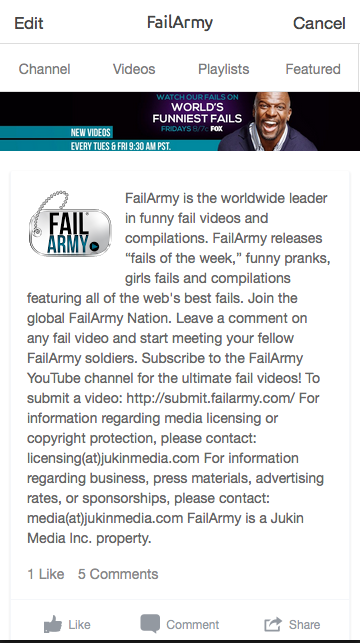 Edit FailArmy Cancel
Channel Videos Playlists Featured
WATCH OUR FAILS ON
WORLD'S
FUNNIEST FAILS
FRIDAYS 8/7c FOX
NEW VIDEOS
EVERY TUES & FRI 9:30 AM PST.
FAIL
ARMY
FailArmy is the worldwide leader
in funny fail videos and
compilations. FailArmy releases
“fails of the week,” funny pranks,
girls fails and compilations
featuring all of the web's best fails. Join the
global FailArmy Nation. Leave a comment on
any fail video and start meeting your fellow
FailArmy soldiers. Subscribe to the FailArmy
YouTube channel for the ultimate fail videos! To
submit a video: http://submit.failarmy.com/ For
information regarding media licensing or
copyright protection, please contact:
licensing(at)jukinmedia.com For information
regarding business, press materials, advertising
rates, or sponsorships, please contact:
media(at)jukinmedia.com FailArmy is a Jukin
Media Inc. property.
1 Like 5 Comments
Like Comment Share